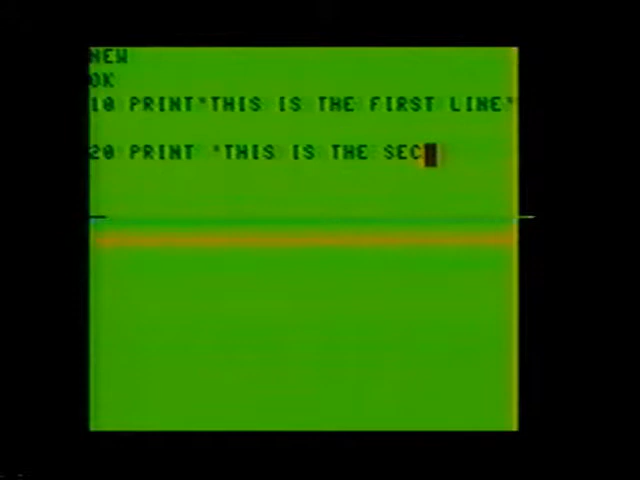 NEW
OK
10 PRINT"THIS IS THE FIRST LINE"
20 PRINT "THIS IS THE SEC